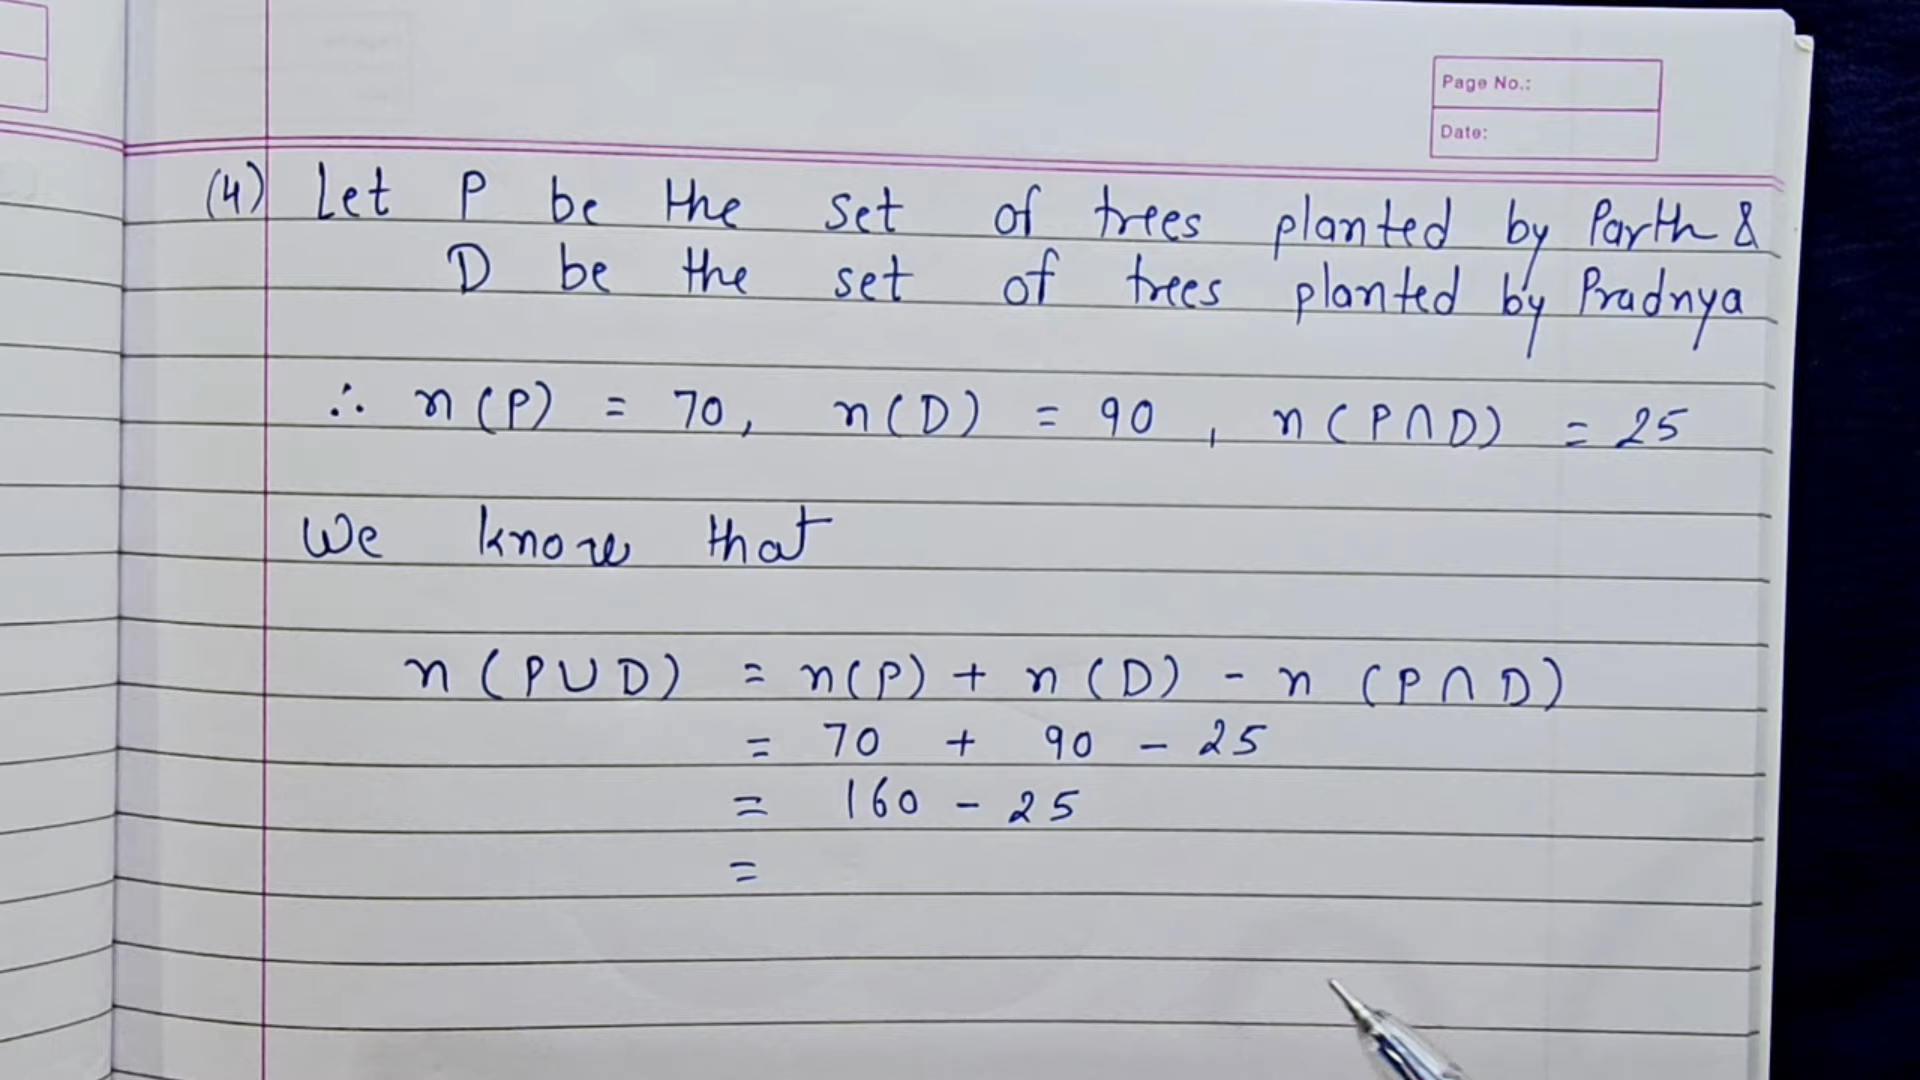 Page No.:
Date:
(4) Let P be the set of trees planted by Parth &
D be the set of trees planted by Pradnya
∴ n(P) = 70, n(D) = 90, n(P∩D) = 25
We know that
n(P∪D) = n(P) + n(D) - n(P∩D)
= 70 + 90 - 25
= 160 - 25
=